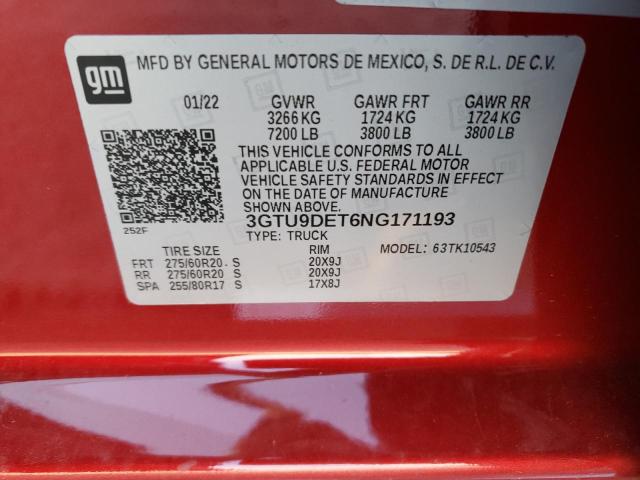 gm
MFD BY GENERAL MOTORS DE MEXICO, S. DE R.L. DE C.V.
01/22 GVWR GAWR FRT GAWR RR
3266 KG 1724 KG 1724 KG
7200 LB 3800 LB 3800 LB
THIS VEHICLE CONFORMS TO ALL
APPLICABLE U.S. FEDERAL MOTOR
VEHICLE SAFETY STANDARDS IN EFFECT
ON THE DATE OF MANUFACTURE
252F
3GTU9DET6NG171193
TYPE: TRUCK
MODEL: 63TK10543
TIRE SIZE RIM
FRT 275/60R20 S 20X9J
RR 275/60R20 S 20X9J
SPA 255/80R17 S 17X8J